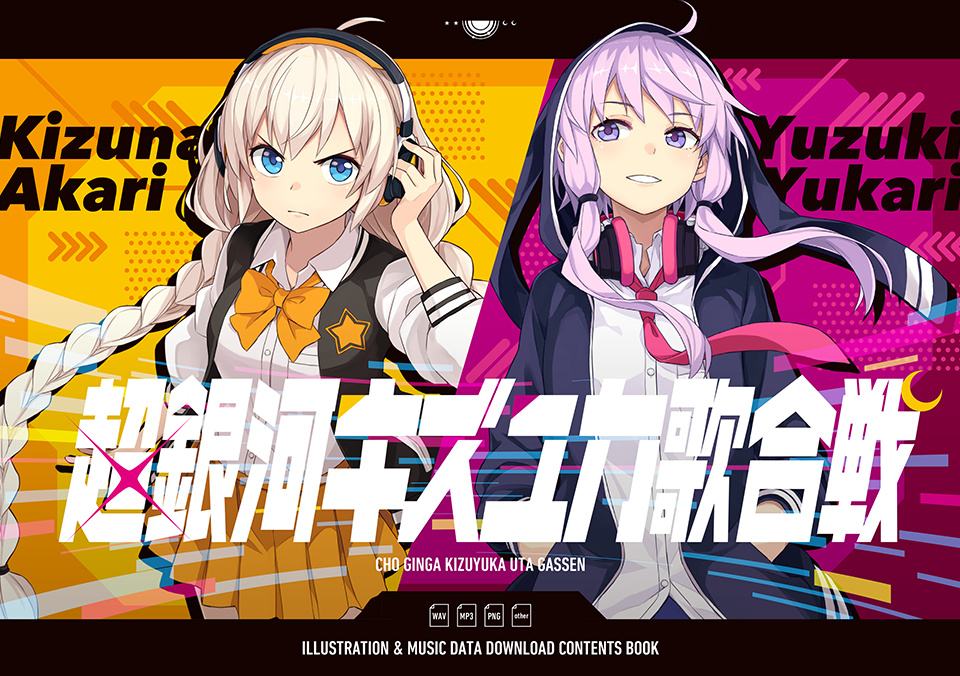 Kizuna
Akari
Yuzuki
Yukari
超銀河キズユカ歌合戦
CHO GINGA KIZUYUKA UTA GASSEN
WAV MP3 PNG other
ILLUSTRATION & MUSIC DATA DOWNLOAD CONTENTS BOOK